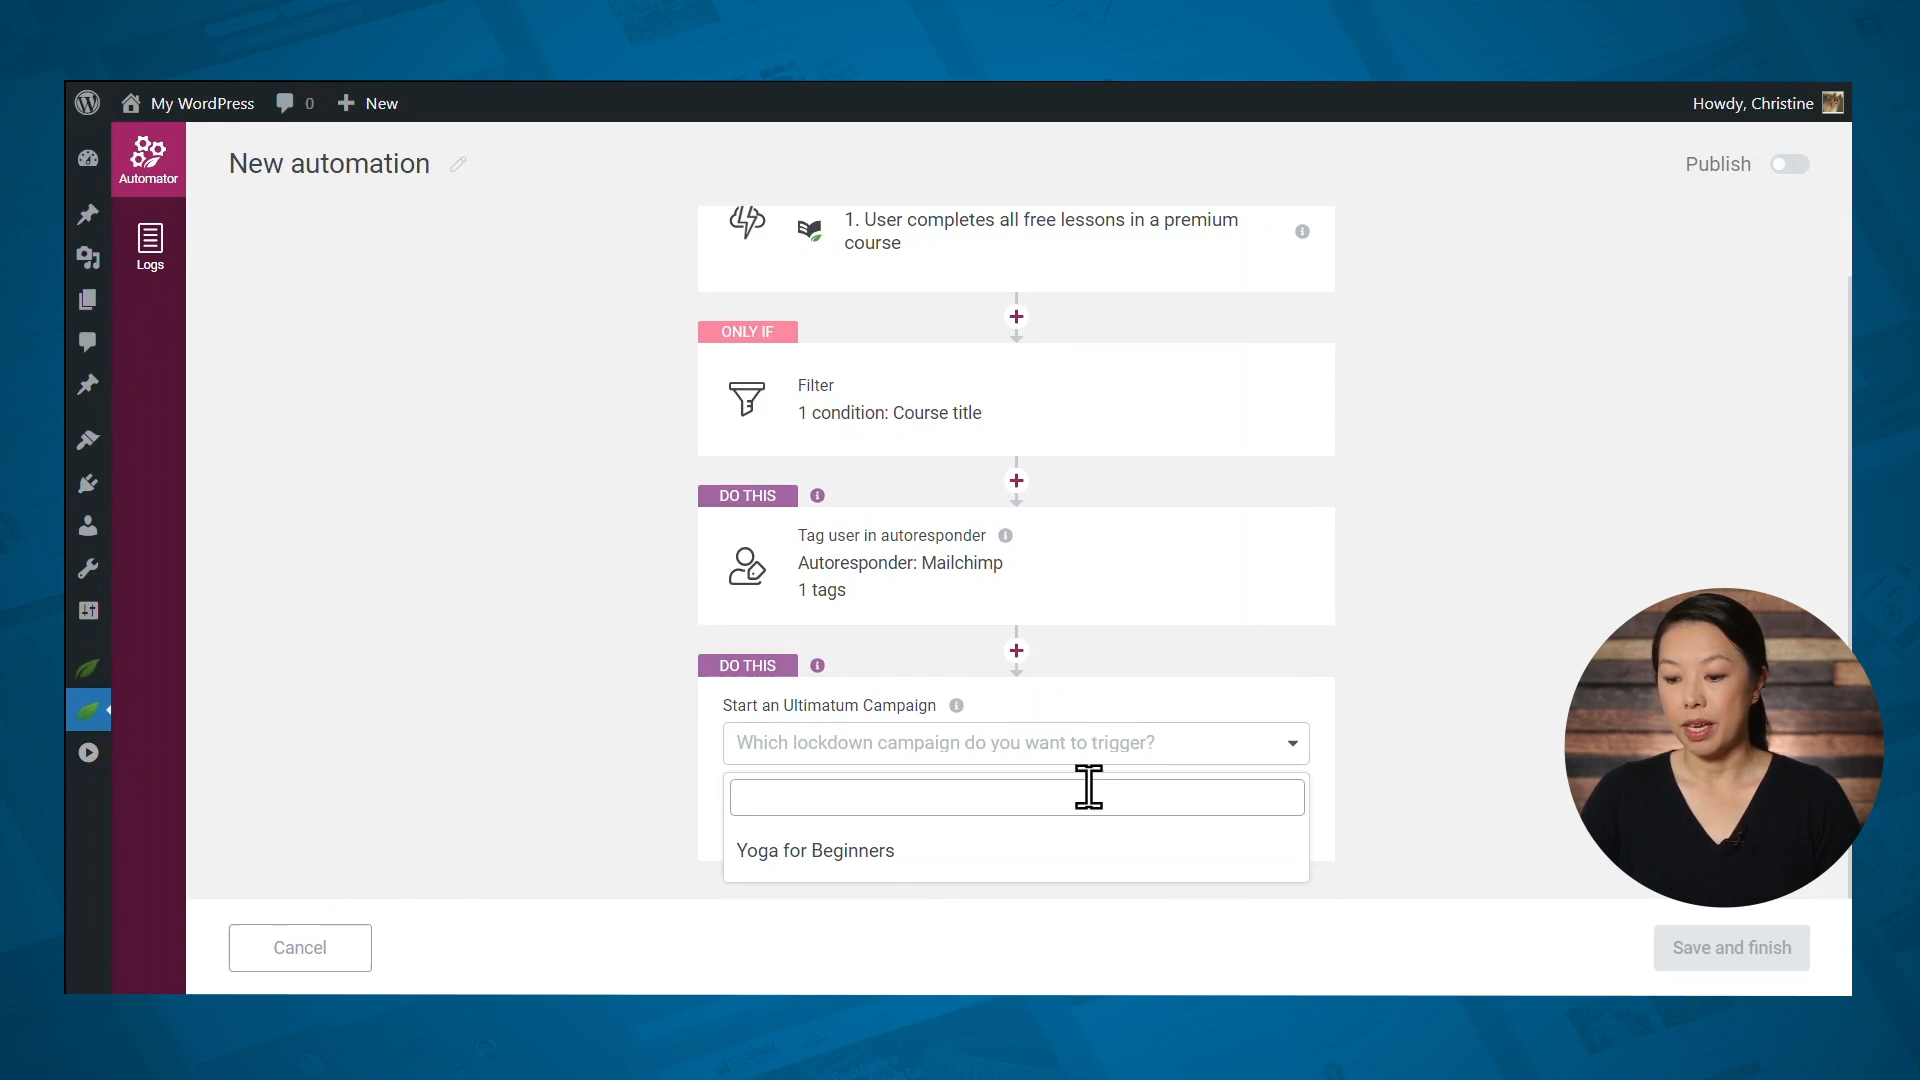 My WordPress
0
New
Howdy, Christine
Automator
Logs
New automation
Publish
1. User completes all free lessons in a premium
course
ONLY IF
Filter
1 condition: Course title
DO THIS
Tag user in autoresponder
Autoresponder: Mailchimp
1 tags
DO THIS
Start an Ultimatum Campaign
Which lockdown campaign do you want to trigger?
Yoga for Beginners
Cancel
Save and finish